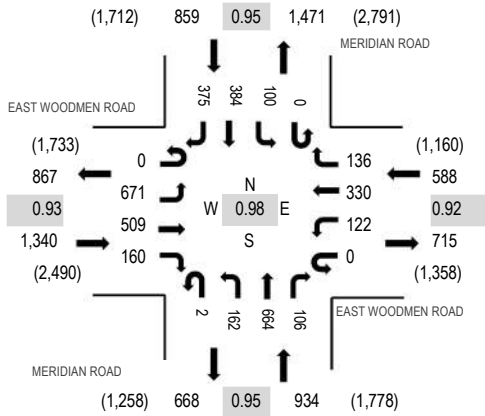 (1,712) 859 0.95 1,471 (2,791)
MERIDIAN ROAD
375 384 100 0
EAST WOODMEN ROAD
(1,733)
867
0.93
1,340
(2,490)
0
671
509
160
N
W 0.98 E
S
136
330
122
0
(1,160)
588
0.92
715
(1,358)
2 162 664 106
EAST WOODMEN ROAD
MERIDIAN ROAD
(1,258) 668 0.95 934 (1,778)